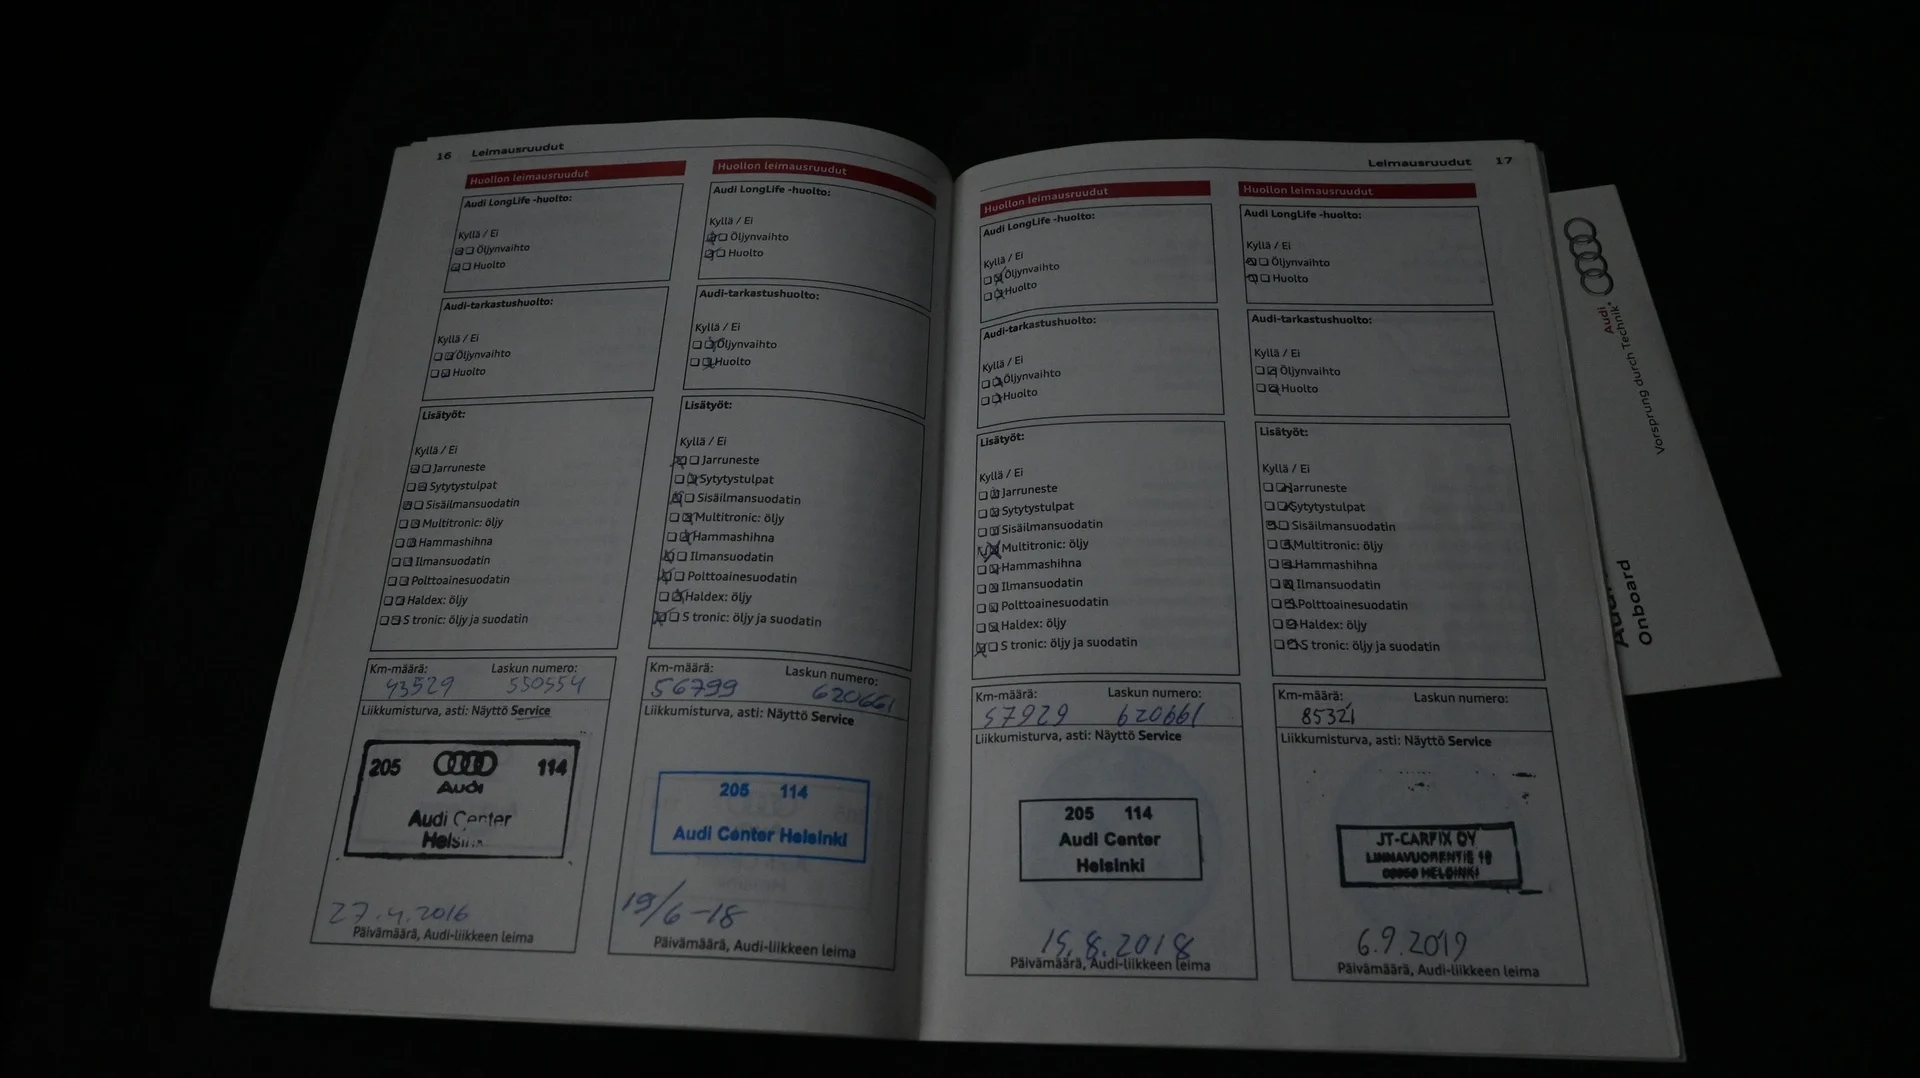 16 Leimausruudut
Huollon leimausruudut
Audi LongLife -huolto:
Kyllä / Ei
Öljynvaihto
Huolto
Audi-tarkastushuolto:
Kyllä / Ei
Öljynvaihto
Huolto
Lisätyöt:
Kyllä / Ei
Jarruneste
Sytytystulpat
Sisäilmansuodatin
Multitronic: öljy
Hammashihna
Ilmansuodatin
Polttoainesuodatin
Haldex: öljy
S tronic: öljy ja suodatin
Km-määrä: Laskun numero:
43529 550554
Liikkumisturva, asti: Näyttö Service
205 114
Audi
Audi Center
Helsinki
27.4.2016
Päivämäärä, Audi-liikkeen leima
Huollon leimausruudut
Audi LongLife -huolto:
Kyllä / Ei
Öljynvaihto
Huolto
Audi-tarkastushuolto:
Kyllä / Ei
Öljynvaihto
Huolto
Lisätyöt:
Kyllä / Ei
Jarruneste
Sytytystulpat
Sisäilmansuodatin
Multitronic: öljy
Hammashihna
Ilmansuodatin
Polttoainesuodatin
Haldex: öljy
S tronic: öljy ja suodatin
Km-määrä: Laskun numero:
56799 620661
Liikkumisturva, asti: Näyttö Service
205 114
Audi Center Helsinki
19/6-18
Päivämäärä, Audi-liikkeen leima
Leimausruudut 17
Huollon leimausruudut
Audi LongLife -huolto:
Kyllä / Ei
Öljynvaihto
Huolto
Audi-tarkastushuolto:
Kyllä / Ei
Öljynvaihto
Huolto
Lisätyöt:
Kyllä / Ei
Jarruneste
Sytytystulpat
Sisäilmansuodatin
Multitronic: öljy
Hammashihna
Ilmansuodatin
Polttoainesuodatin
Haldex: öljy
S tronic: öljy ja suodatin
Km-määrä: Laskun numero:
57929 620661
Liikkumisturva, asti: Näyttö Service
205 114
Audi Center
Helsinki
15.8.2018
Päivämäärä, Audi-liikkeen leima
Huollon leimausruudut
Audi LongLife -huolto:
Kyllä / Ei
Öljynvaihto
Huolto
Audi-tarkastushuolto:
Kyllä / Ei
Öljynvaihto
Huolto
Lisätyöt:
Kyllä / Ei
Jarruneste
Sytytystulpat
Sisäilmansuodatin
Multitronic: öljy
Hammashihna
Ilmansuodatin
Polttoainesuodatin
Haldex: öljy
S tronic: öljy ja suodatin
Km-määrä: Laskun numero:
85321
Liikkumisturva, asti: Näyttö Service
JT-CARFIX OY
LINNAVUORENTIE
HELSINKI
6.9.2019
Päivämäärä, Audi-liikkeen leima
Audi
Vorsprung durch Technik
Onboard